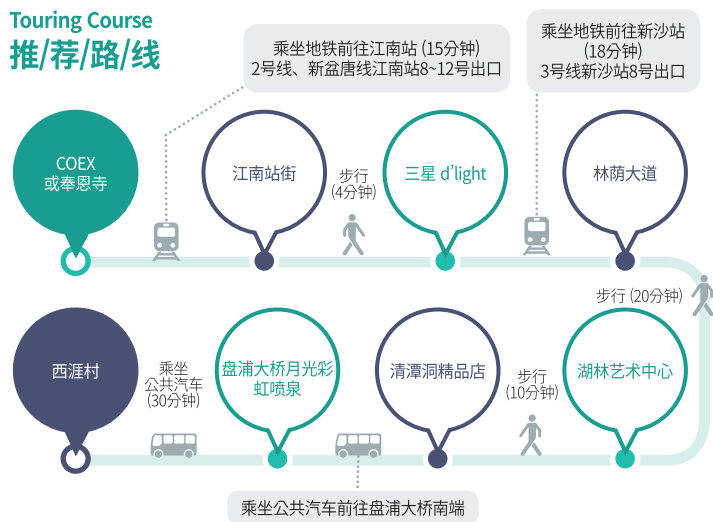 Touring Course
推/荐/路/线
乘坐地铁前往江南站 (15分钟)
2号线、新盆唐线江南站8~12号出口
乘坐地铁前往新沙站
(18分钟)
3号线新沙站8号出口
COEX
或奉恩寺
江南站街
步行
(4分钟)
三星 d’light
林荫大道
步行 (20分钟)
西涯村
乘坐
公共汽车
(30分钟)
盘浦大桥月光彩
虹喷泉
清潭洞精品店
步行
(10分钟)
湖林艺术中心
乘坐公共汽车前往盘浦大桥南端